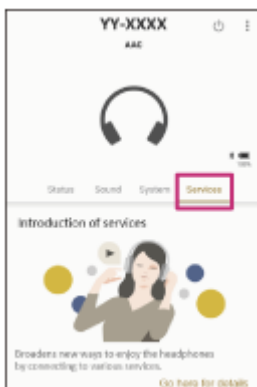 YY-XXXX
AAC
100%
Status Sound System Services
Introduction of services
Broadens new ways to enjoy the headphones
by connecting to various services.
Go here for details